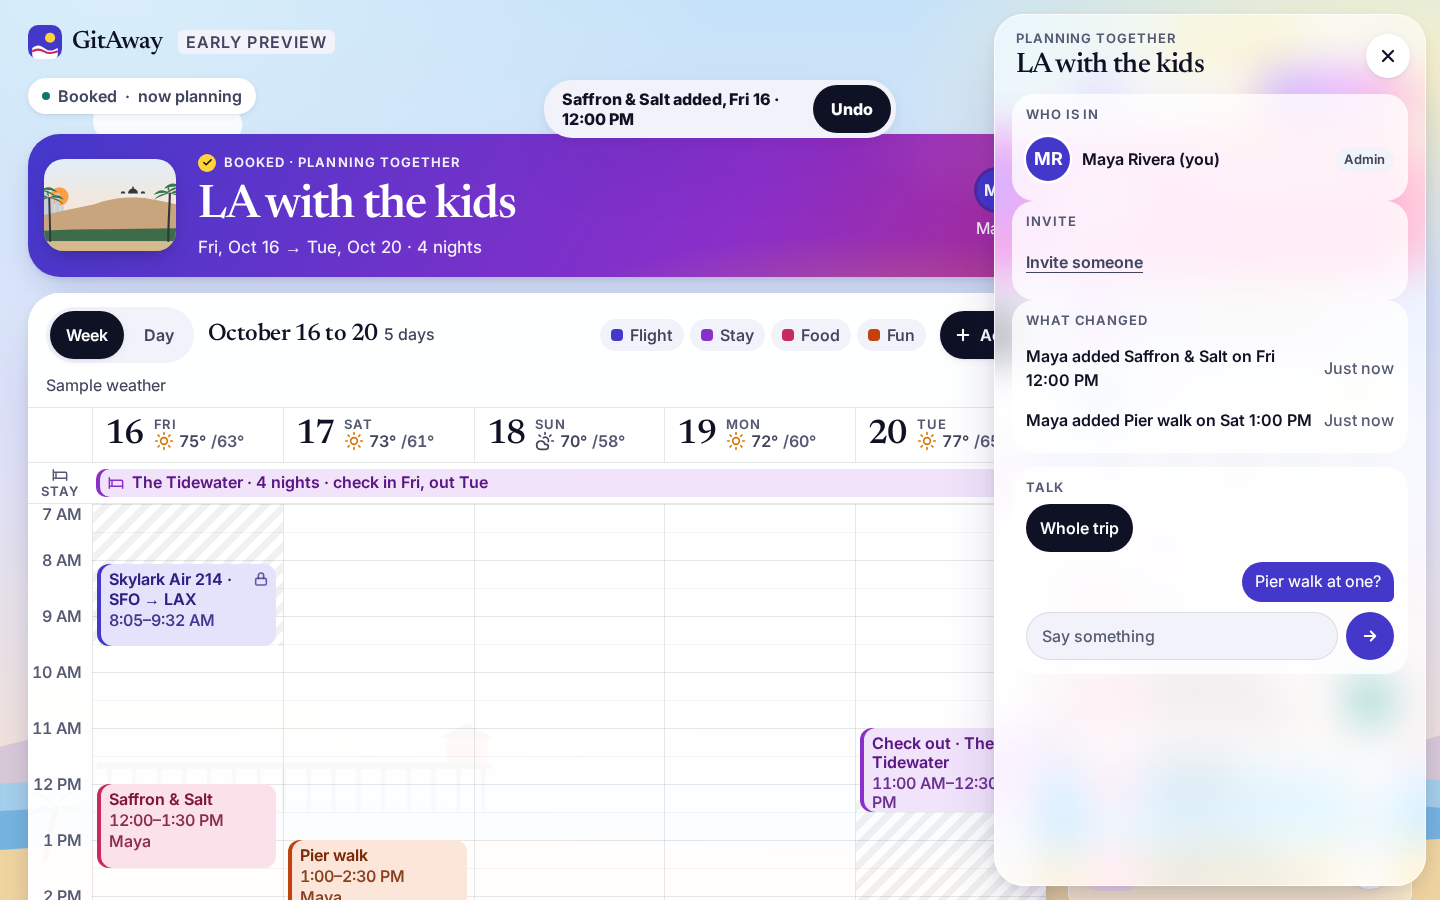 GitAway EARLY PREVIEW
Booked · now planning
Saffron & Salt added, Fri 16 ·
12:00 PM
Undo
BOOKED · PLANNING TOGETHER
LA with the kids
Fri, Oct 16 → Tue, Oct 20 · 4 nights
Week Day October 16 to 20 5 days Flight Stay Food Fun
Sample weather
16 FRI 75° /63°
17 SAT 73° /61°
18 SUN 70° /58°
19 MON 72° /60°
20 TUE 77°
STAY
The Tidewater · 4 nights · check in Fri, out Tue
7 AM
8 AM
9 AM
10 AM
11 AM
12 PM
1 PM
2 PM
Skylark Air 214 ·
SFO → LAX
8:05–9:32 AM
Saffron & Salt
12:00–1:30 PM
Maya
Pier walk
1:00–2:30 PM
Maya
Check out · The
Tidewater
11:00 AM–12:30
PM
PLANNING TOGETHER
LA with the kids
WHO IS IN
MR Maya Rivera (you) Admin
INVITE
Invite someone
WHAT CHANGED
Maya added Saffron & Salt on Fri
12:00 PM
Just now
Maya added Pier walk on Sat 1:00 PM Just now
TALK
Whole trip
Pier walk at one?
Say something